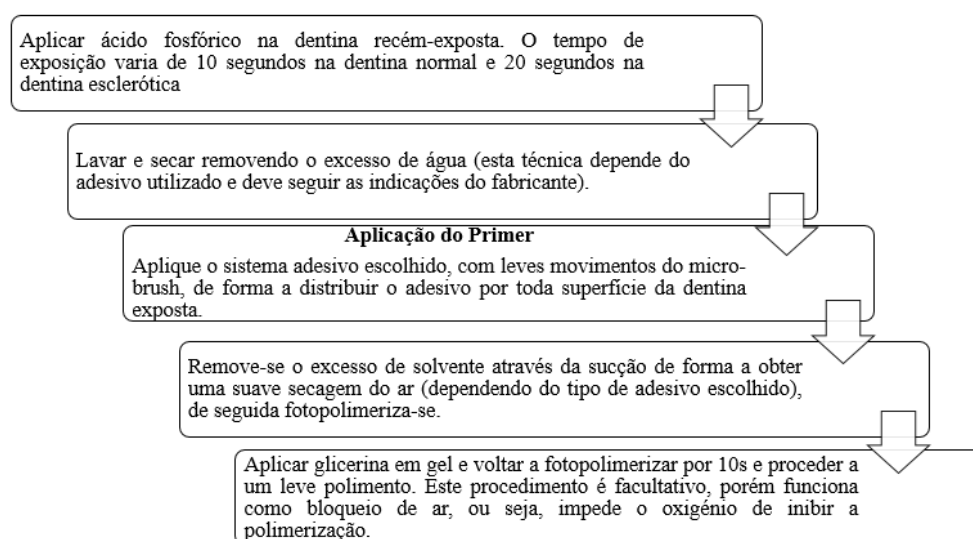 Aplicar ácido fosfórico na dentina recém-exposta. O tempo de
exposição varia de 10 segundos na dentina normal e 20 segundos na
dentina esclerótica
Lavar e secar removendo o excesso de água (esta técnica depende do
adesivo utilizado e deve seguir as indicações do fabricante).
Aplicação do Primer
Aplique o sistema adesivo escolhido, com leves movimentos do micro-
brush, de forma a distribuir o adesivo por toda superfície da dentina
exposta.
Remove-se o excesso de solvente através da sucção de forma a obter
uma suave secagem do ar (dependendo do tipo de adesivo escolhido),
de seguida fotopolimeriza-se.
Aplicar glicerina em gel e voltar a fotopolimerizar por 10s e proceder a
um leve polimento. Este procedimento é facultativo, porém funciona
como bloqueio de ar, ou seja, impede o oxigénio de inibir a
polimerização.